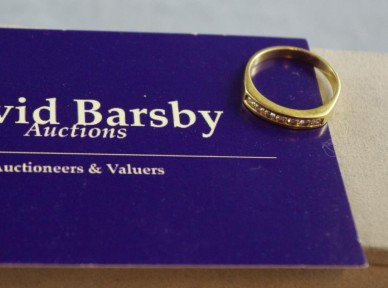 vid Barsby
Auctions
Auctioneers & Valuers